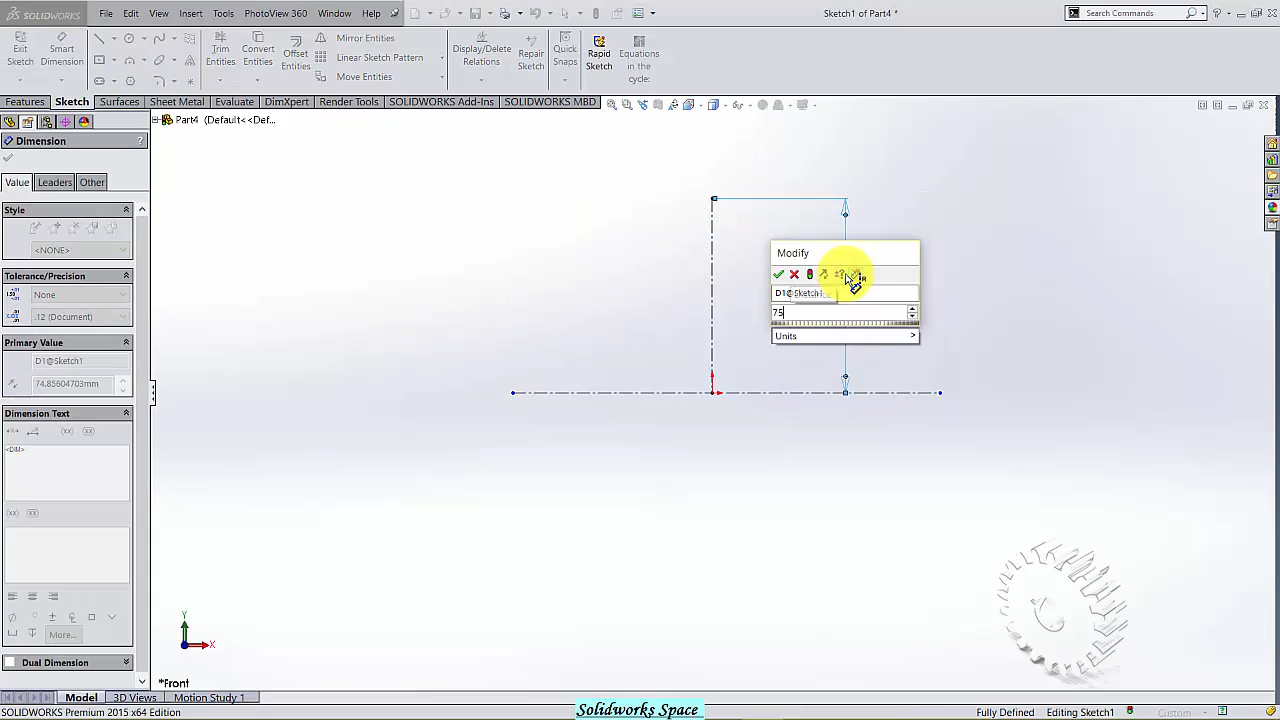 SOLIDWORKS File Edit View Insert Tools PhotoView 360 Window Help Sketch1 of Part4 * Search Commands
Exit Sketch
Smart Dimension
Trim Entities
Convert Entities
Offset Entities
Mirror Entities
Linear Sketch Pattern
Move Entities
Display/Delete Relations
Repair Sketch
Quick Snaps
Rapid Sketch
Equations in the cycle:
Features Sketch Surfaces Sheet Metal Evaluate DimXpert Render Tools SOLIDWORKS Add-Ins SOLIDWORKS MBD
Part4 (Default<<Def...
Dimension ?
Value Leaders Other
Style
<NONE>
Tolerance/Precision
None
.12 (Document)
Primary Value
D1@Sketch1
74.85604703mm
Dimension Text
<DIM>
More...
Dual Dimension
Modify
D1@Sketch1
75
Units >
Y
X
*Front
Model 3D Views Motion Study 1
SOLIDWORKS Premium 2015 x64 Edition
Solidworks Space
Fully Defined Editing Sketch1 Custom